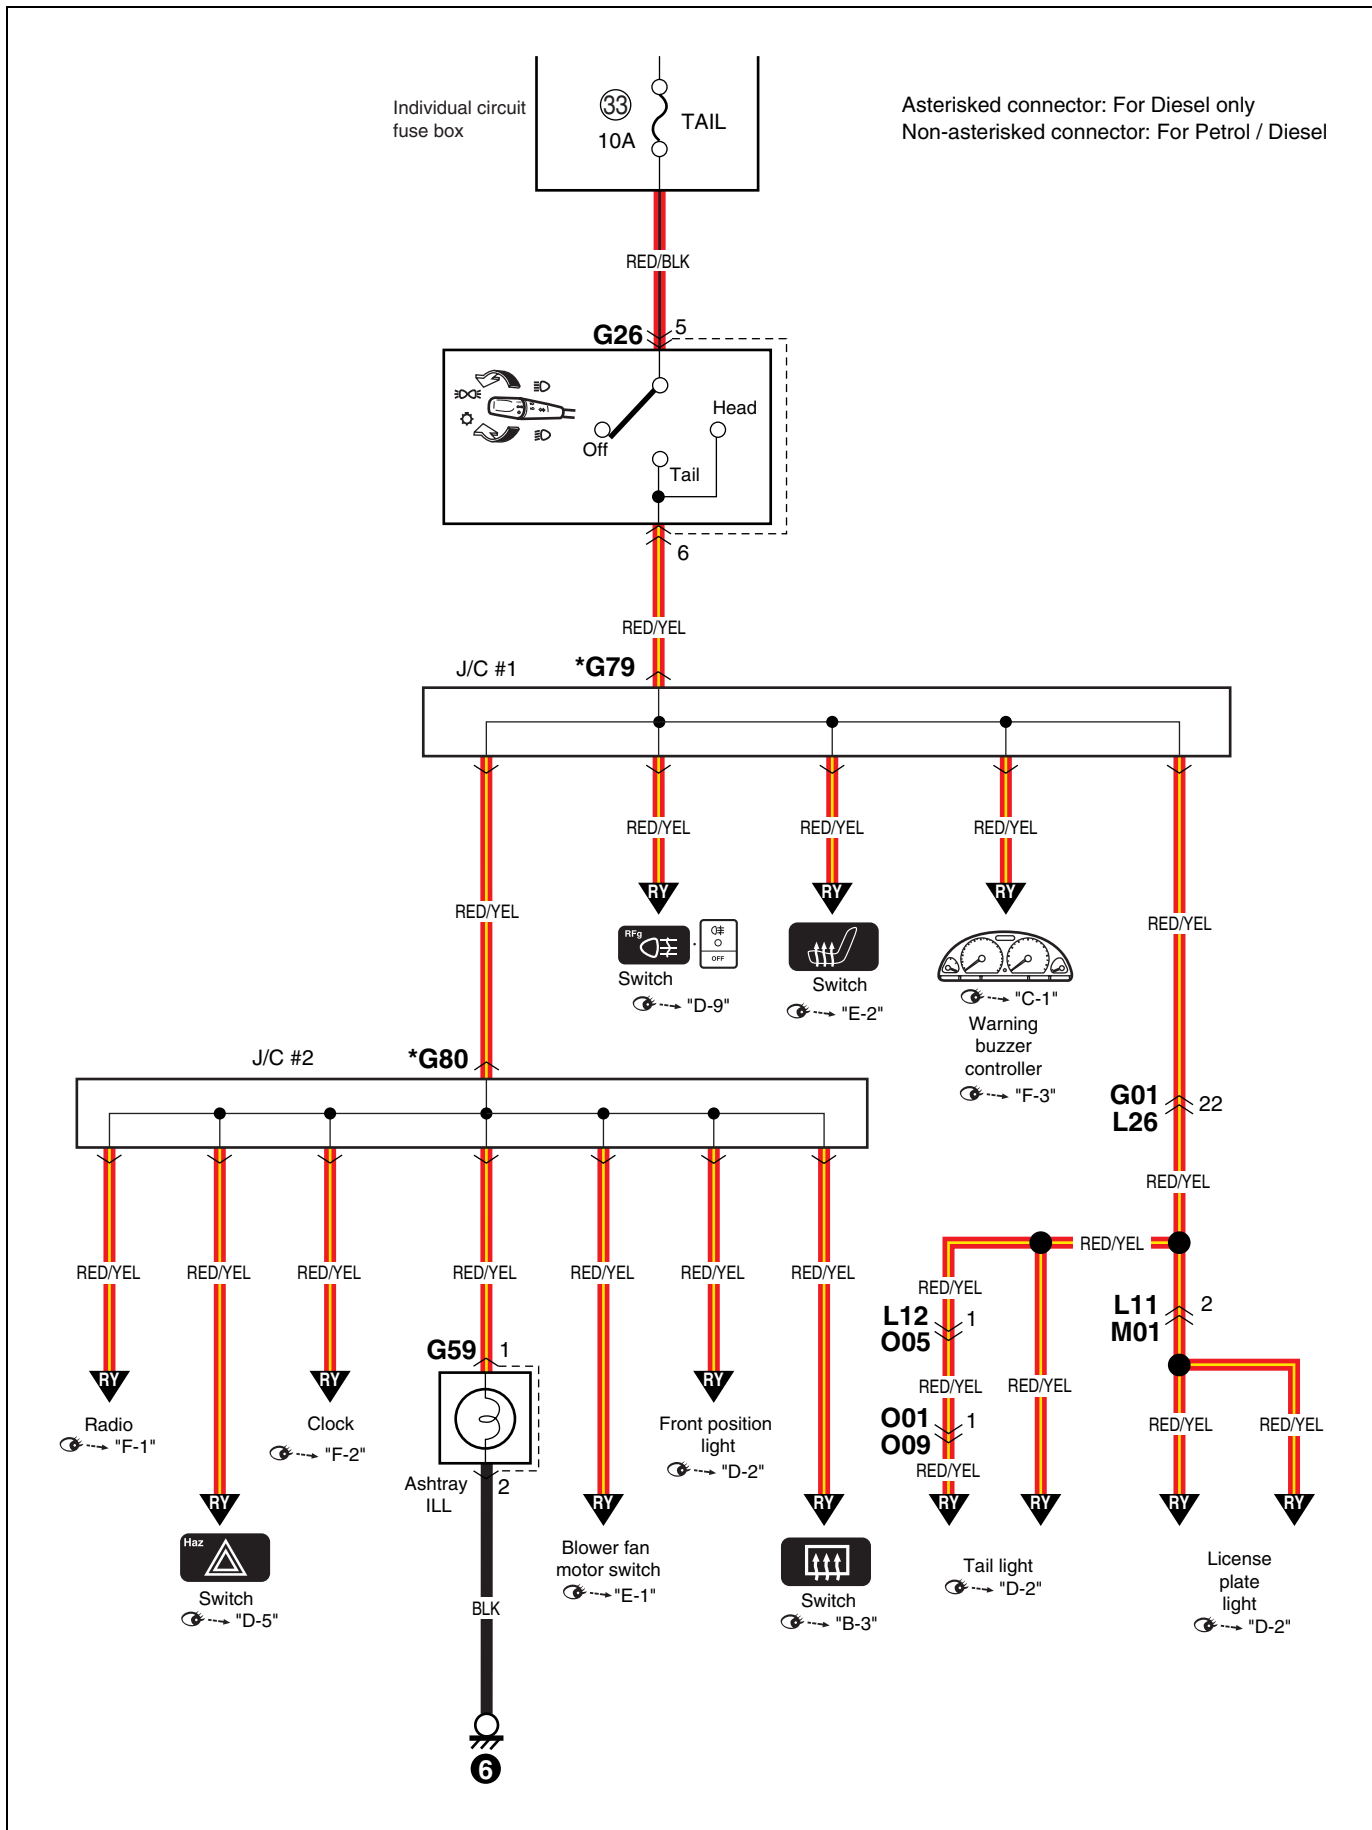 Individual circuit
fuse box
33
10A
TAIL
Asterisked connector: For Diesel only
Non-asterisked connector: For Petrol / Diesel
RED/BLK
G26
5
Off
Tail
Head
6
RED/YEL
J/C #1
*G79
RED/YEL
RED/YEL
RED/YEL
RED/YEL
RED/YEL
RY
RY
RY
RFg
OFF
Switch
"D-9"
Switch
"E-2"
"C-1"
Warning
buzzer
controller
"F-3"
J/C #2
*G80
G01
L26
22
RED/YEL
RED/YEL
RED/YEL
RED/YEL
RED/YEL
RED/YEL
RED/YEL
RED/YEL
RED/YEL
RED/YEL
RED/YEL
L12
O05
1
L11
M01
2
G59
1
RY
RY
RY
RED/YEL
RED/YEL
O01
O09
1
RED/YEL
RED/YEL
RED/YEL
Radio
"F-1"
Clock
"F-2"
Ashtray
ILL
2
Front position
light
"D-2"
RY
RY
RY
RY
RY
RY
RY
Haz
Switch
"D-5"
Blower fan
motor switch
"E-1"
Switch
"B-3"
Tail light
"D-2"
License
plate
light
"D-2"
BLK
6